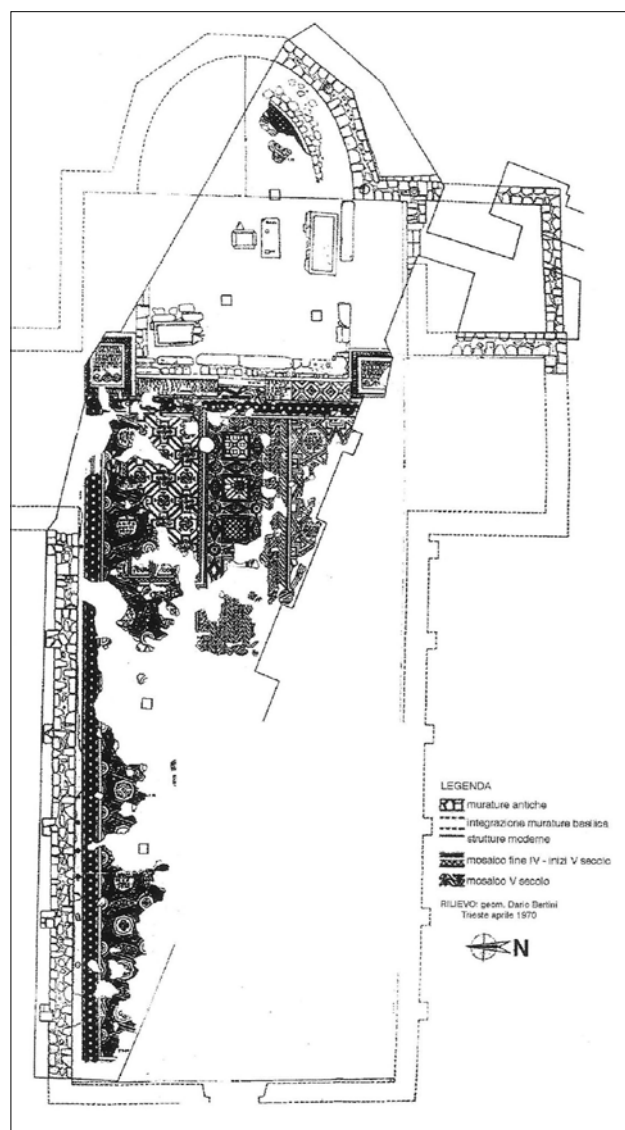 LEGENDA
murature antiche
integrazione murature basilica
strutture moderne
mosaico fine IV - inizi V secolo
mosaico V secolo
RILIEVO: geom. Dario Bertini
Trieste aprile 1970
N